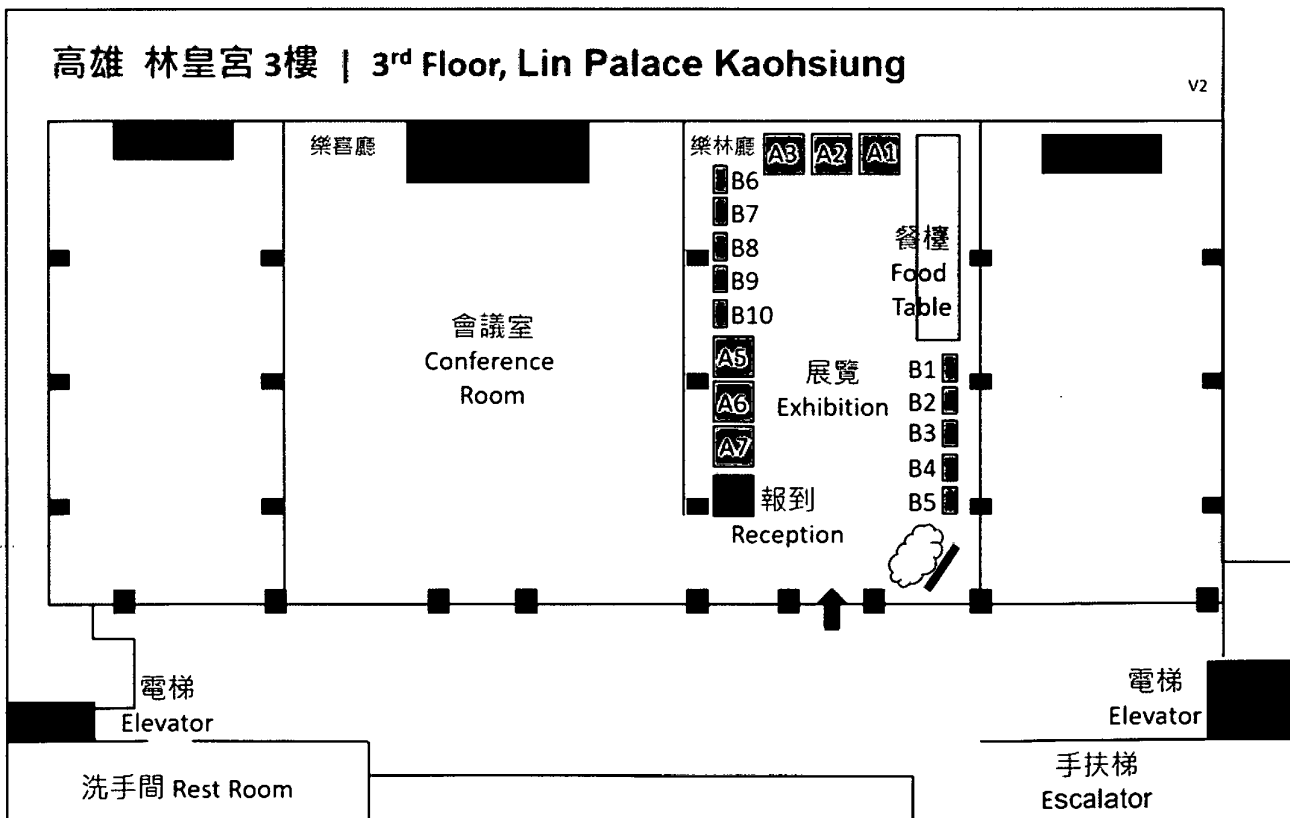 高雄 林皇宮 3樓 | 3rd Floor, Lin Palace Kaohsiung
V2
樂喜廳
樂林廳
A3 A2 A1
B6
B7
B8
B9
B10
餐檯
Food
Table
會議室
Conference
Room
A5
A6
A7
展覽
Exhibition
B1
B2
B3
B4
B5
報到
Reception
電梯
Elevator
電梯
Elevator
洗手間 Rest Room
手扶梯
Escalator